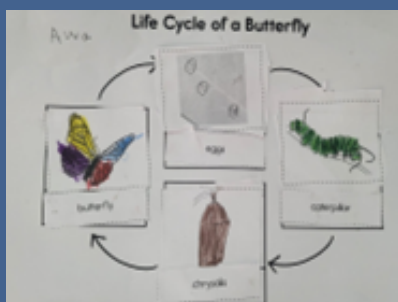 Life Cycle of a Butterfly
Awa
eggs
butterfly
caterpillar
chrysalis